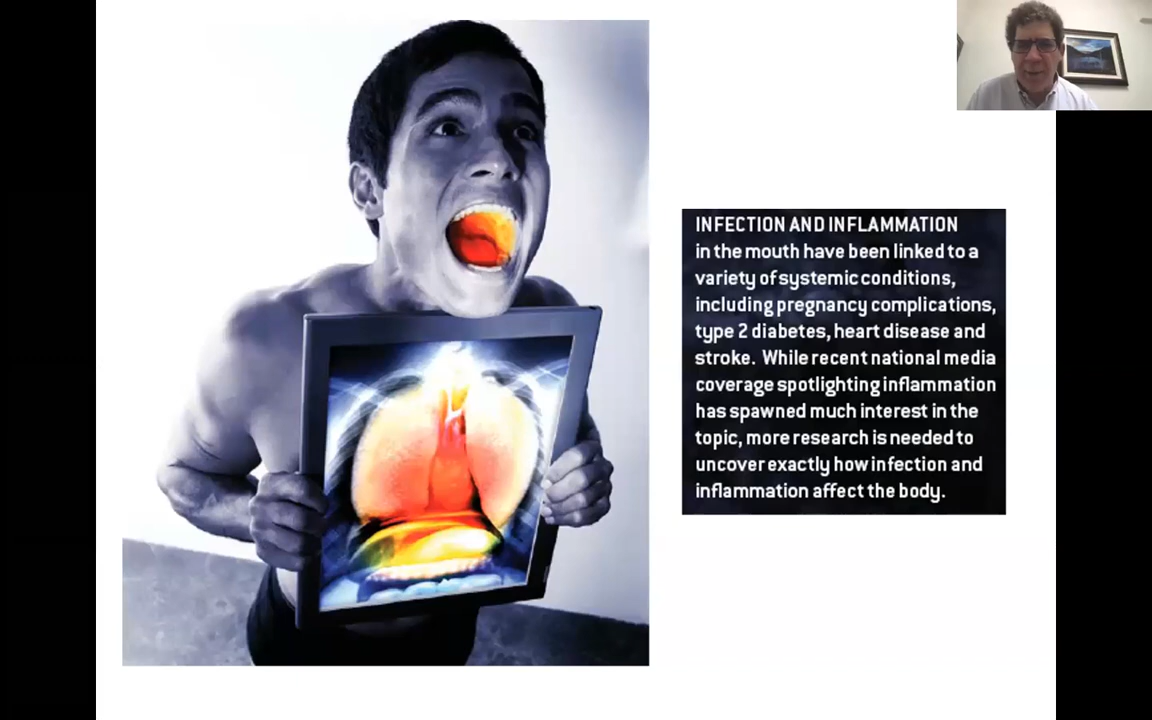 INFECTION AND INFLAMMATION
in the mouth have been linked to a
variety of systemic conditions,
including pregnancy complications,
type 2 diabetes, heart disease and
stroke. While recent national media
coverage spotlighting inflammation
has spawned much interest in the
topic, more research is needed to
uncover exactly how infection and
inflammation affect the body.